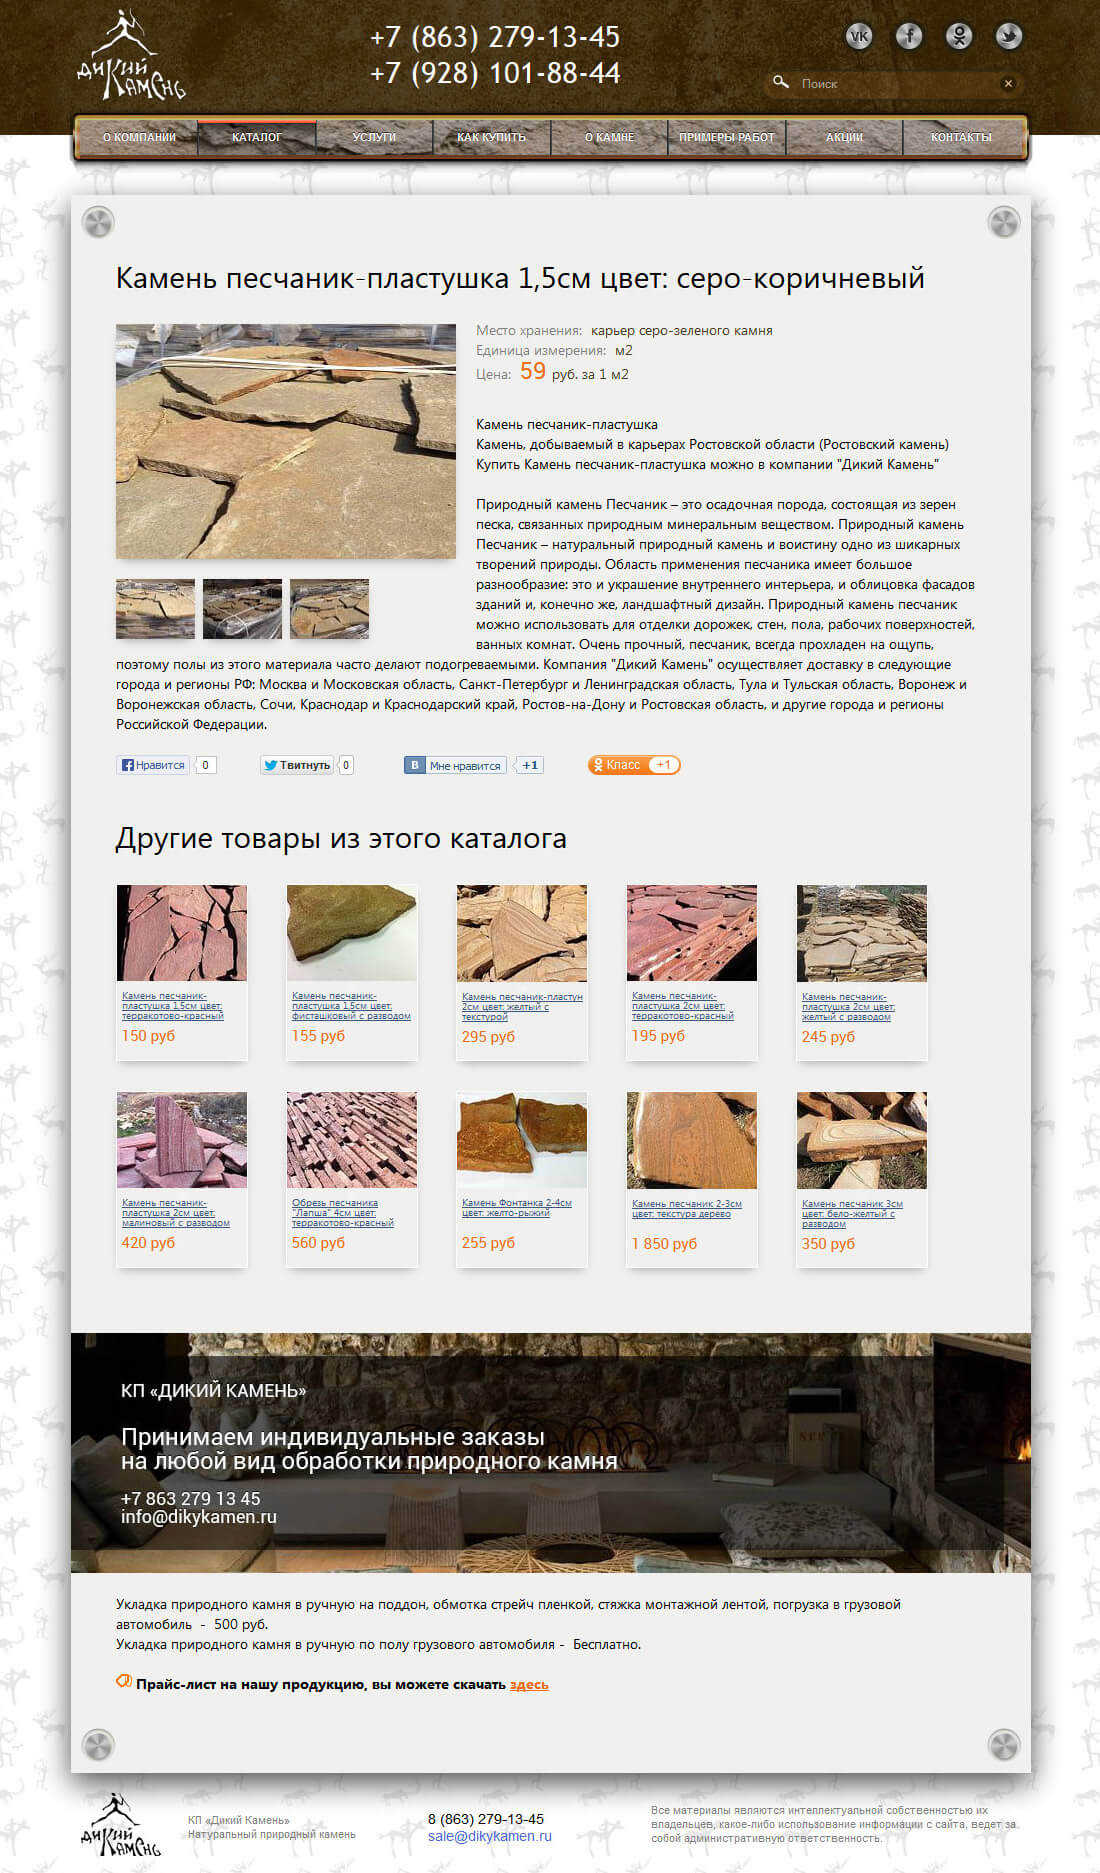 ДИКИЙ
КАМЕНЬ
+7 (863) 279-13-45
+7 (928) 101-88-44
VK
Поиск
О КОМПАНИИ
КАТАЛОГ
УСЛУГИ
КАК КУПИТЬ
О КАМНЕ
ПРИМЕРЫ РАБОТ
АКЦИИ
КОНТАКТЫ
Камень песчаник-пластушка 1,5см цвет: серо-коричневый
Место хранения: карьер серо-зеленого камня
Единица измерения: м2
Цена: 59 руб. за 1 м2
Камень песчаник-пластушка
Камень, добываемый в карьерах Ростовской области (Ростовский камень)
Купить Камень песчаник-пластушка можно в компании "Дикий Камень"
Природный камень Песчаник – это осадочная порода, состоящая из зерен
песка, связанных природным минеральным веществом. Природный камень
Песчаник – натуральный природный камень и воистину одно из шикарных
творений природы. Область применения песчаника имеет большое
разнообразие: это и украшение внутреннего интерьера, и облицовка фасадов
зданий и, конечно же, ландшафтный дизайн. Природный камень песчаник
можно использовать для отделки дорожек, стен, пола, рабочих поверхностей,
ванных комнат. Очень прочный, песчаник, всегда прохладен на ощупь,
поэтому полы из этого материала часто делают подогреваемыми. Компания "Дикий Камень" осуществляет доставку в следующие
города и регионы РФ: Москва и Московская область, Санкт-Петербург и Ленинградская область, Тула и Тульская область, Воронеж и
Воронежская область, Сочи, Краснодар и Краснодарский край, Ростов-на-Дону и Ростовская область, и другие города и регионы
Российской Федерации.
Нравится 0
Твитнуть 0
В Мне нравится +1
Класс +1
Другие товары из этого каталога
Камень песчаник-
пластушка 1,5см цвет:
терракотово-красный
150 руб
Камень песчаник-
пластушка 1,5см цвет:
фисташковый с разводом
155 руб
Камень песчаник-пластун
2см цвет: желтый с
текстурой
295 руб
Камень песчаник-
пластушка 2см цвет:
терракотово-красный
195 руб
Камень песчаник-
пластушка 2см цвет:
желтый с разводом
245 руб
Камень песчаник-
пластушка 2см цвет:
малиновый с разводом
420 руб
Обрезь песчаника
"Лапша" 4см цвет:
терракотово-красный
560 руб
Камень Фонтанка 2-4см
цвет: желто-рыжий
255 руб
Камень песчаник 2-3см
цвет: текстура дерево
1 850 руб
Камень песчаник 3см
цвет: бело-желтый с
разводом
350 руб
КП «ДИКИЙ КАМЕНЬ»
Принимаем индивидуальные заказы
на любой вид обработки природного камня
+7 863 279 13 45
info@dikykamen.ru
Укладка природного камня в ручную на поддон, обмотка стрейч пленкой, стяжка монтажной лентой, погрузка в грузовой
автомобиль - 500 руб.
Укладка природного камня в ручную по полу грузового автомобиля - Бесплатно.
Прайс-лист на нашу продукцию, вы можете скачать здесь
ДИКИЙ
КАМЕНЬ
КП «Дикий Камень»
Натуральный природный камень
8 (863) 279-13-45
sale@dikykamen.ru
Все материалы являются интеллектуальной собственностью их
владельцев, какое-либо использование информации с сайта, ведет за
собой административную ответственность.